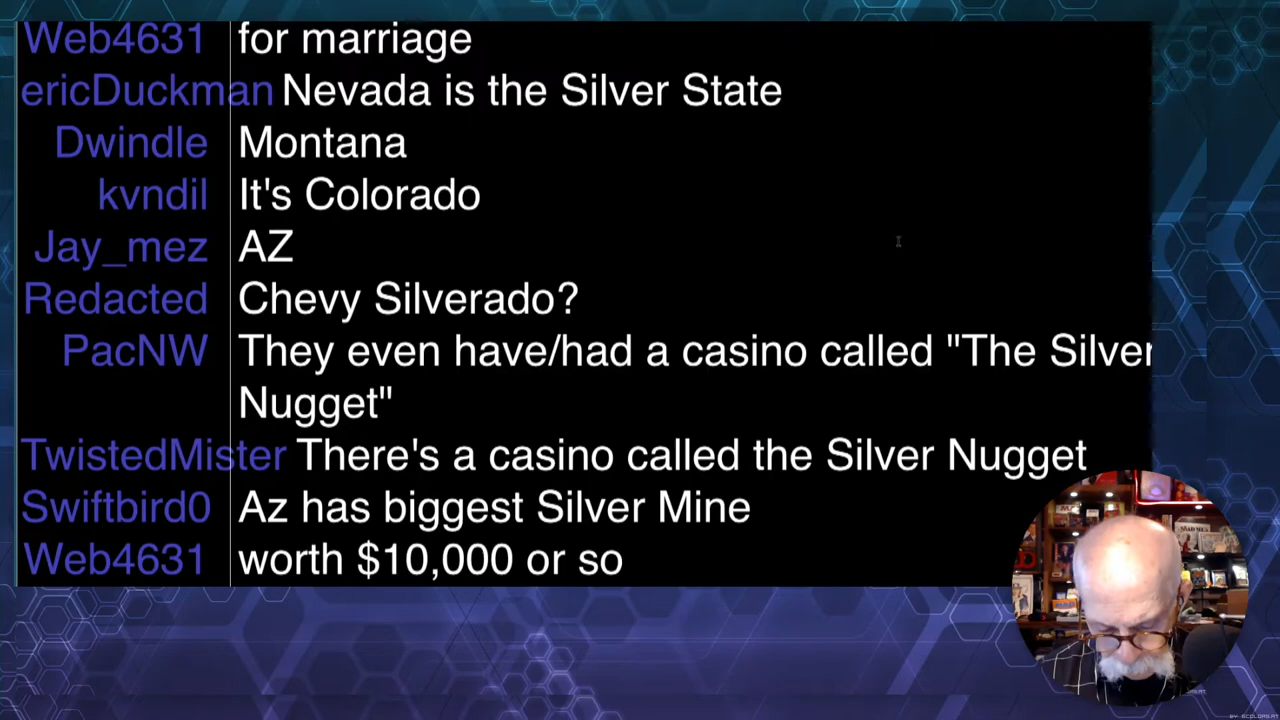 Web4631 for marriage
ericDuckman Nevada is the Silver State
Dwindle Montana
kvndil It's Colorado
Jay_mez AZ
Redacted Chevy Silverado?
PacNW They even have/had a casino called "The Silver
Nugget"
TwistedMister There's a casino called the Silver Nugget
Swiftbird0 Az has biggest Silver Mine
Web4631 worth $10,000 or so